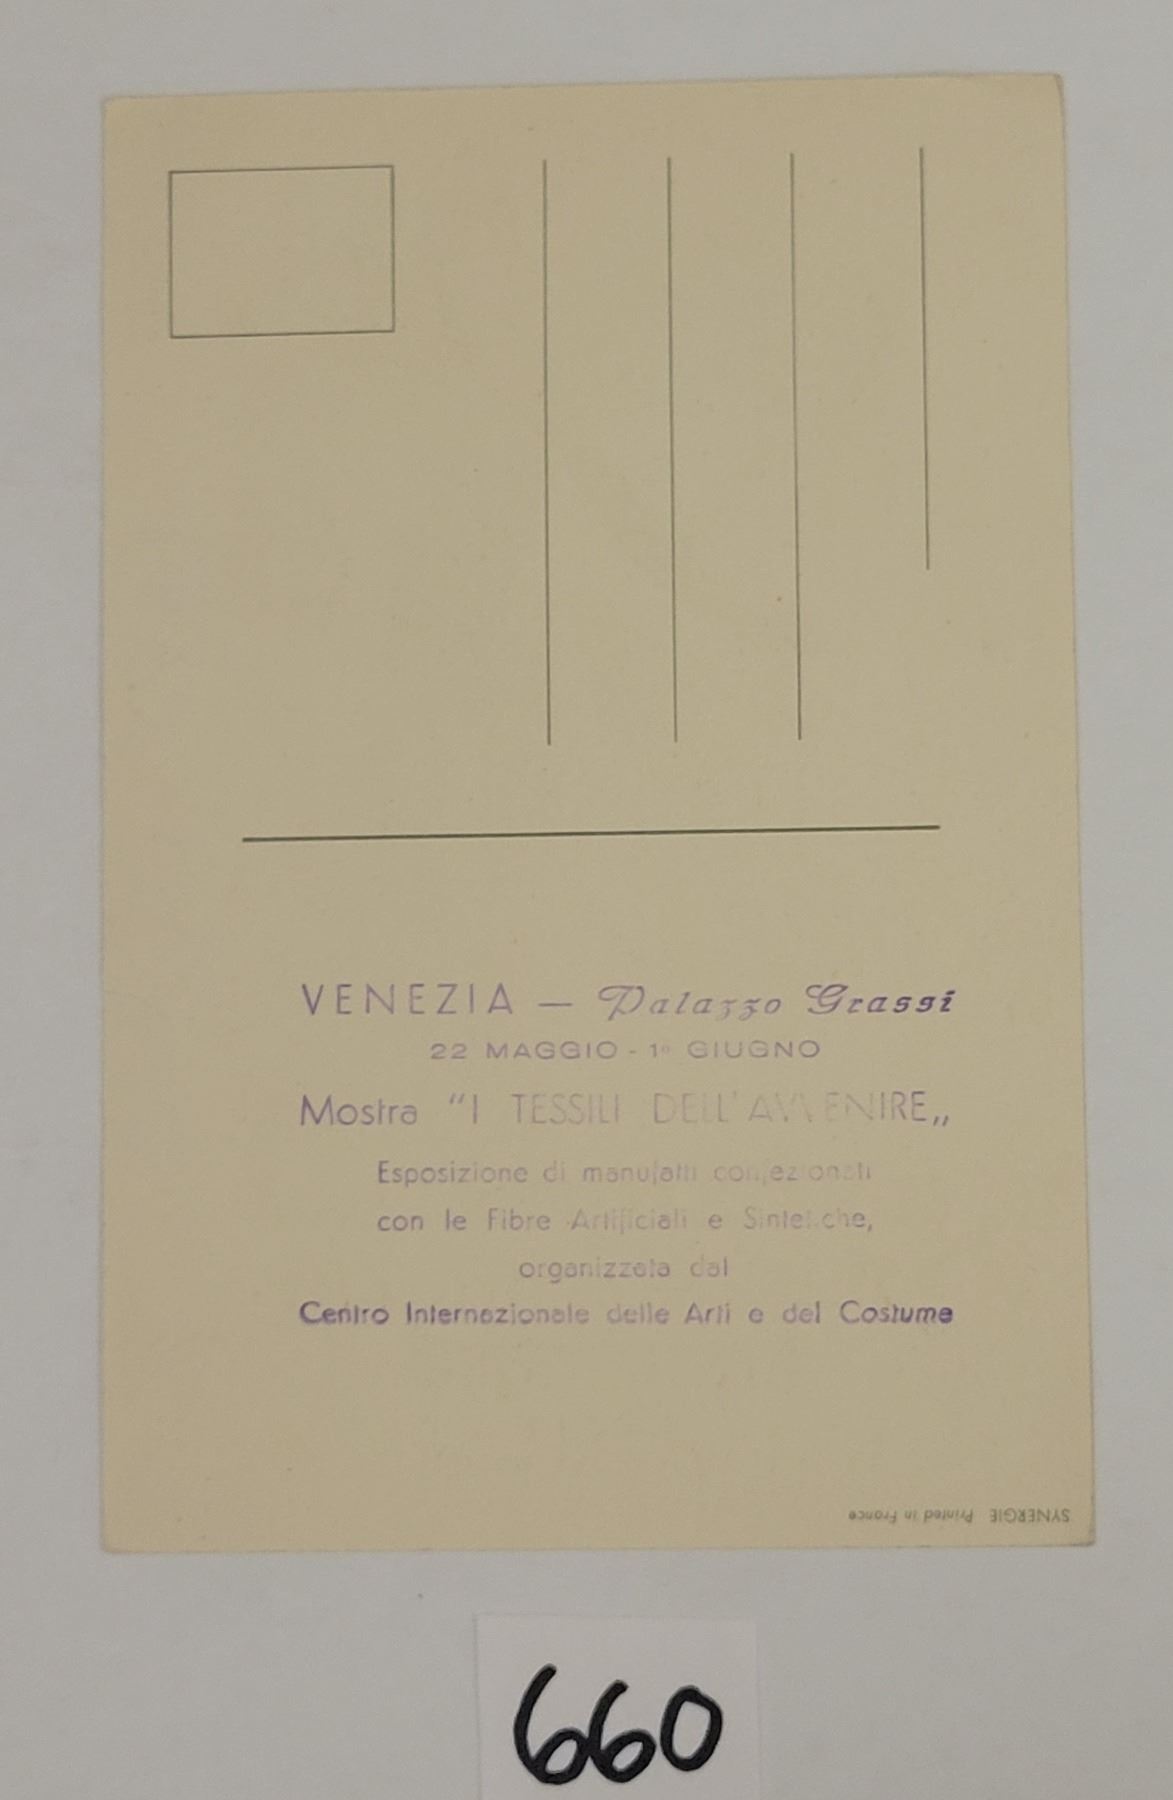 VENEZIA — Palazzo Grassi
22 MAGGIO - 1° GIUGNO
Mostra “I TESSILI DELL'AVVENIRE„
Esposizione di manufatti confezionati
con le Fibre Artificiali e Sintetiche,
organizzata dal
Centro Internazionale delle Arti e del Costume
SYNERGIE Printed in France
660